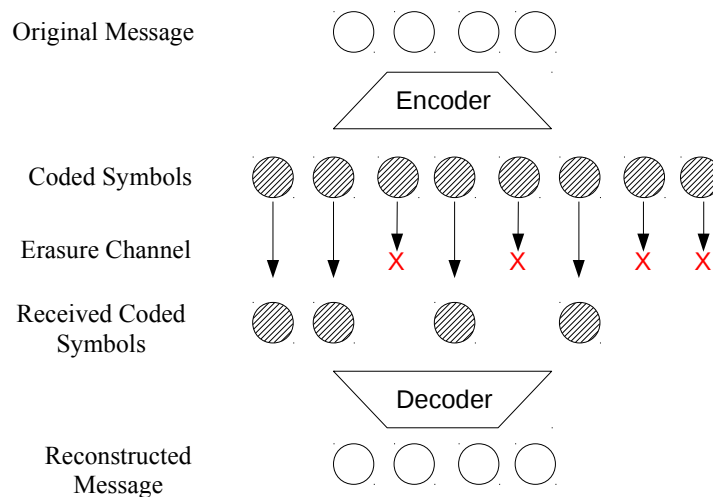 Original Message
Encoder
Coded Symbols
Erasure Channel
X X X X
Received Coded
Symbols
Decoder
Reconstructed
Message